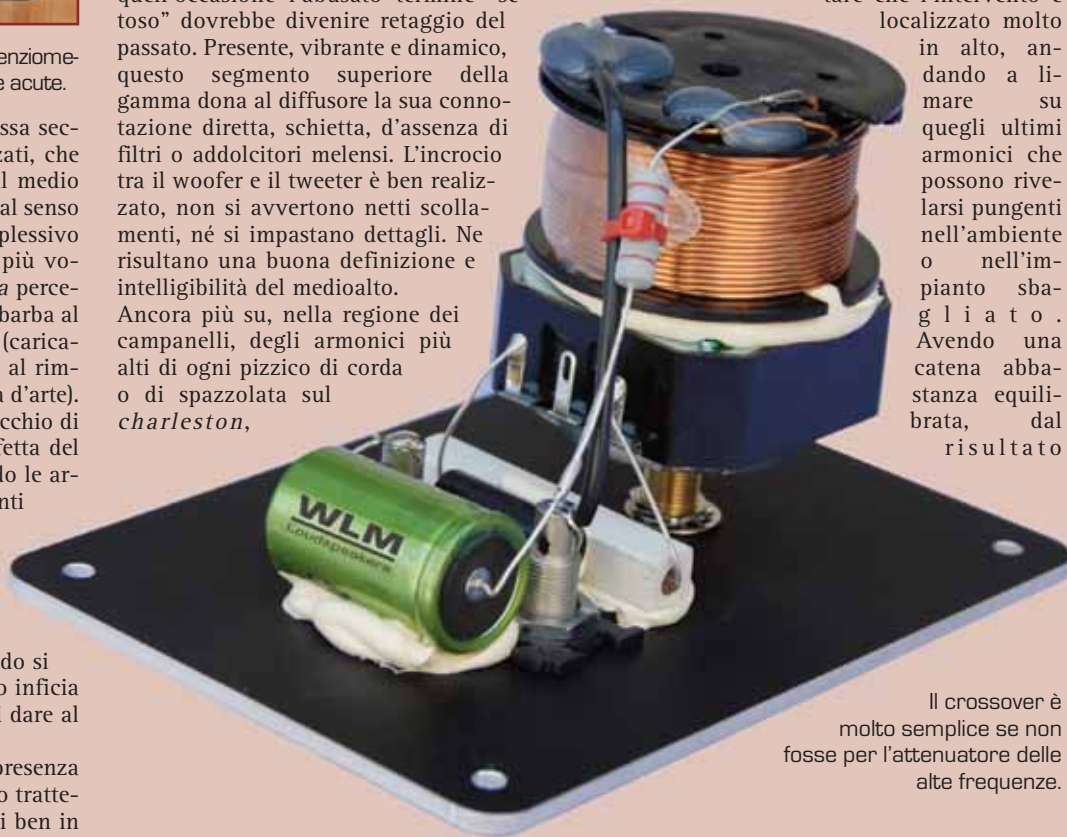 enziome-
e acute.
ssa sec-
zati, che
l medio
al senso
plessivo
più vo-
a perce-
barba al
(carica-
al rim-
a d'arte).
cchio di
fetta del
do le ar-
nti
do si
o inficia
i dare al
presenza
o tratte-
i ben in
quell'occasione l'abusato termine “se-
toso” dovrebbe divenire retaggio del
passato. Presente, vibrante e dinamico,
questo segmento superiore della
gamma dona al diffusore la sua conno-
tazione diretta, schietta, d'assenza di
filtri o addolcitori melensi. L'incrocio
tra il woofer e il tweeter è ben realiz-
zato, non si avvertono netti scolla-
menti, né si impastano dettagli. Ne
risultano una buona definizione e
intelligibilità del medioalto.
Ancora più su, nella regione dei
campanelli, degli armonici più
alti di ogni pizzico di corda
o di spazzolata sul
charleston,
tare che l'intervento è
localizzato molto
in alto, an-
dando a li-
mare su
quegli ultimi
armonici che
possono rive-
larsi pungenti
nell'ambiente
o nell'im-
pianto sba-
gliato.
Avendo una
catena abba-
stanza equili-
brata, dal
risultato
WLM
Loudspeakers
Il crossover è
molto semplice se non
fosse per l'attenuatore delle
alte frequenze.